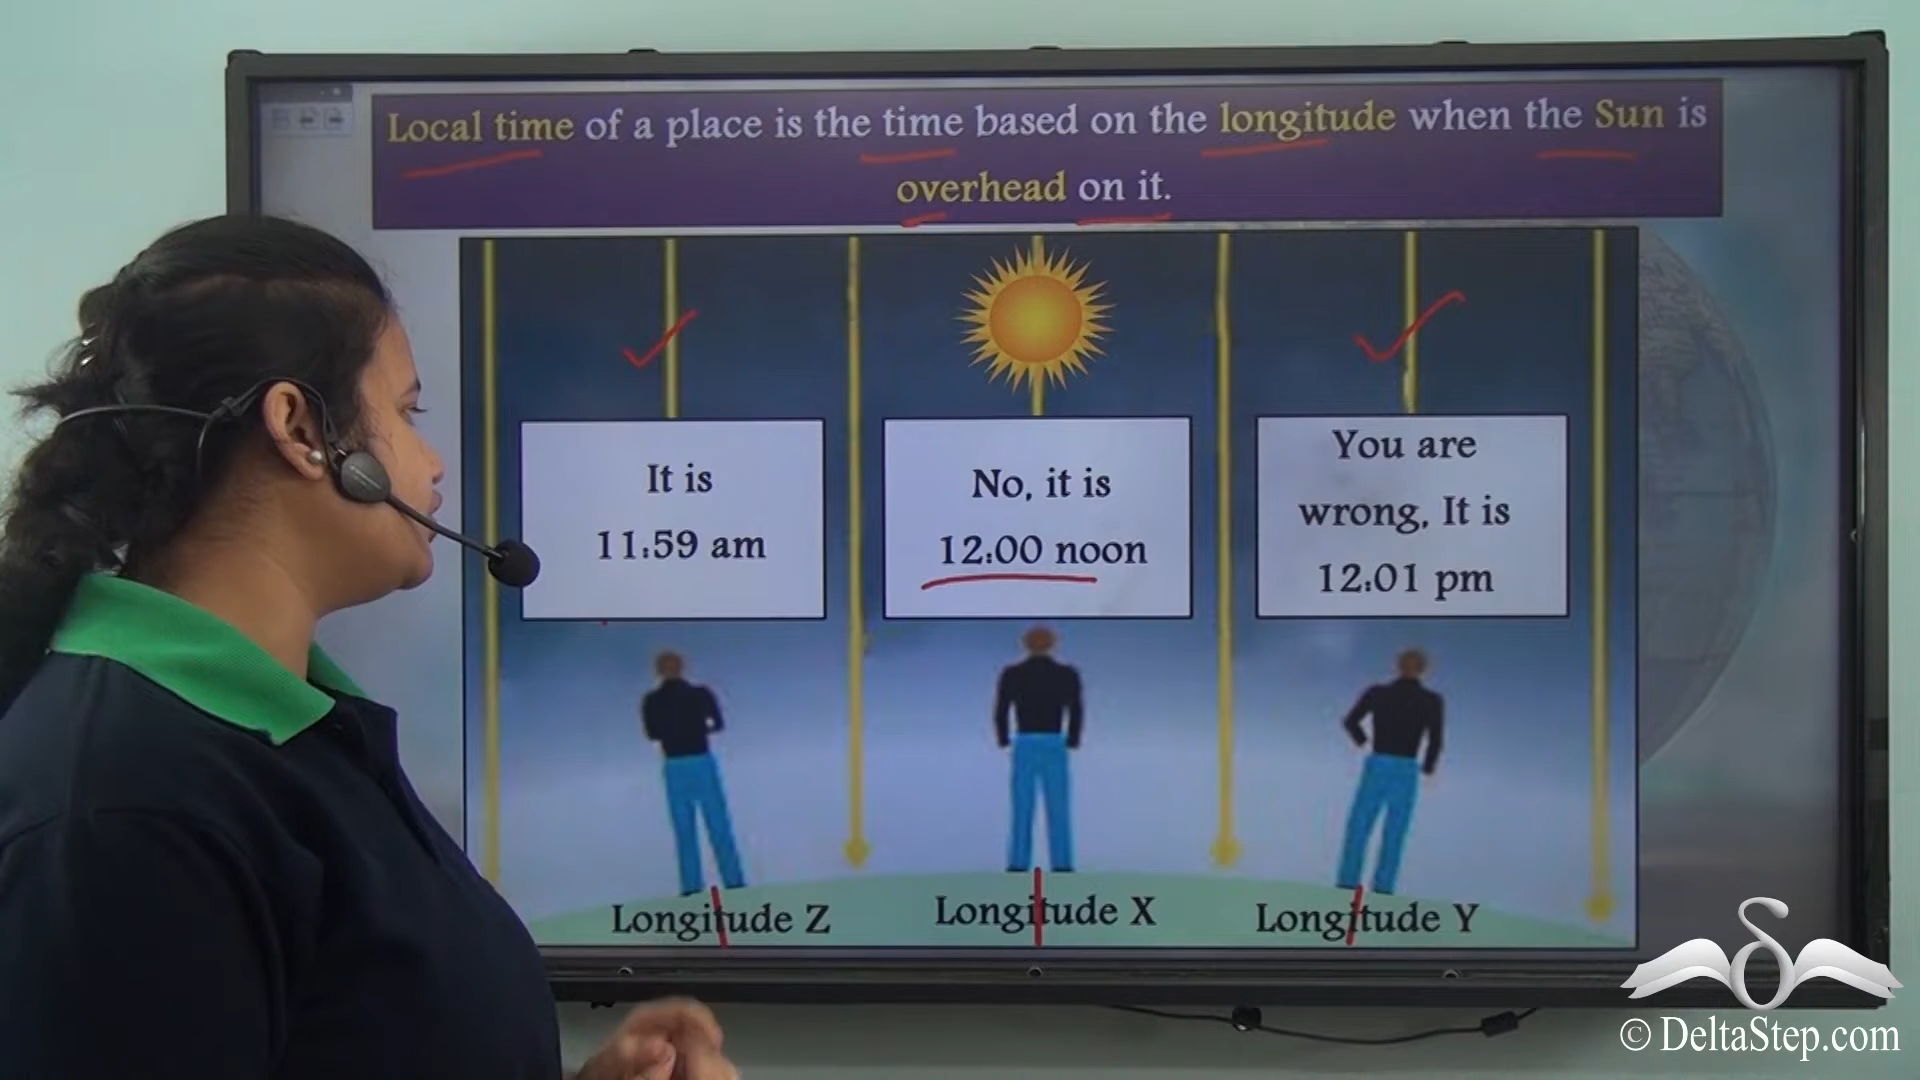 Local time of a place is the time based on the longitude when the Sun is
overhead on it.
It is
11:59 am
No, it is
12:00 noon
You are
wrong, It is
12:01 pm
Longitude Z
Longitude X
Longitude Y
© DeltaStep.com